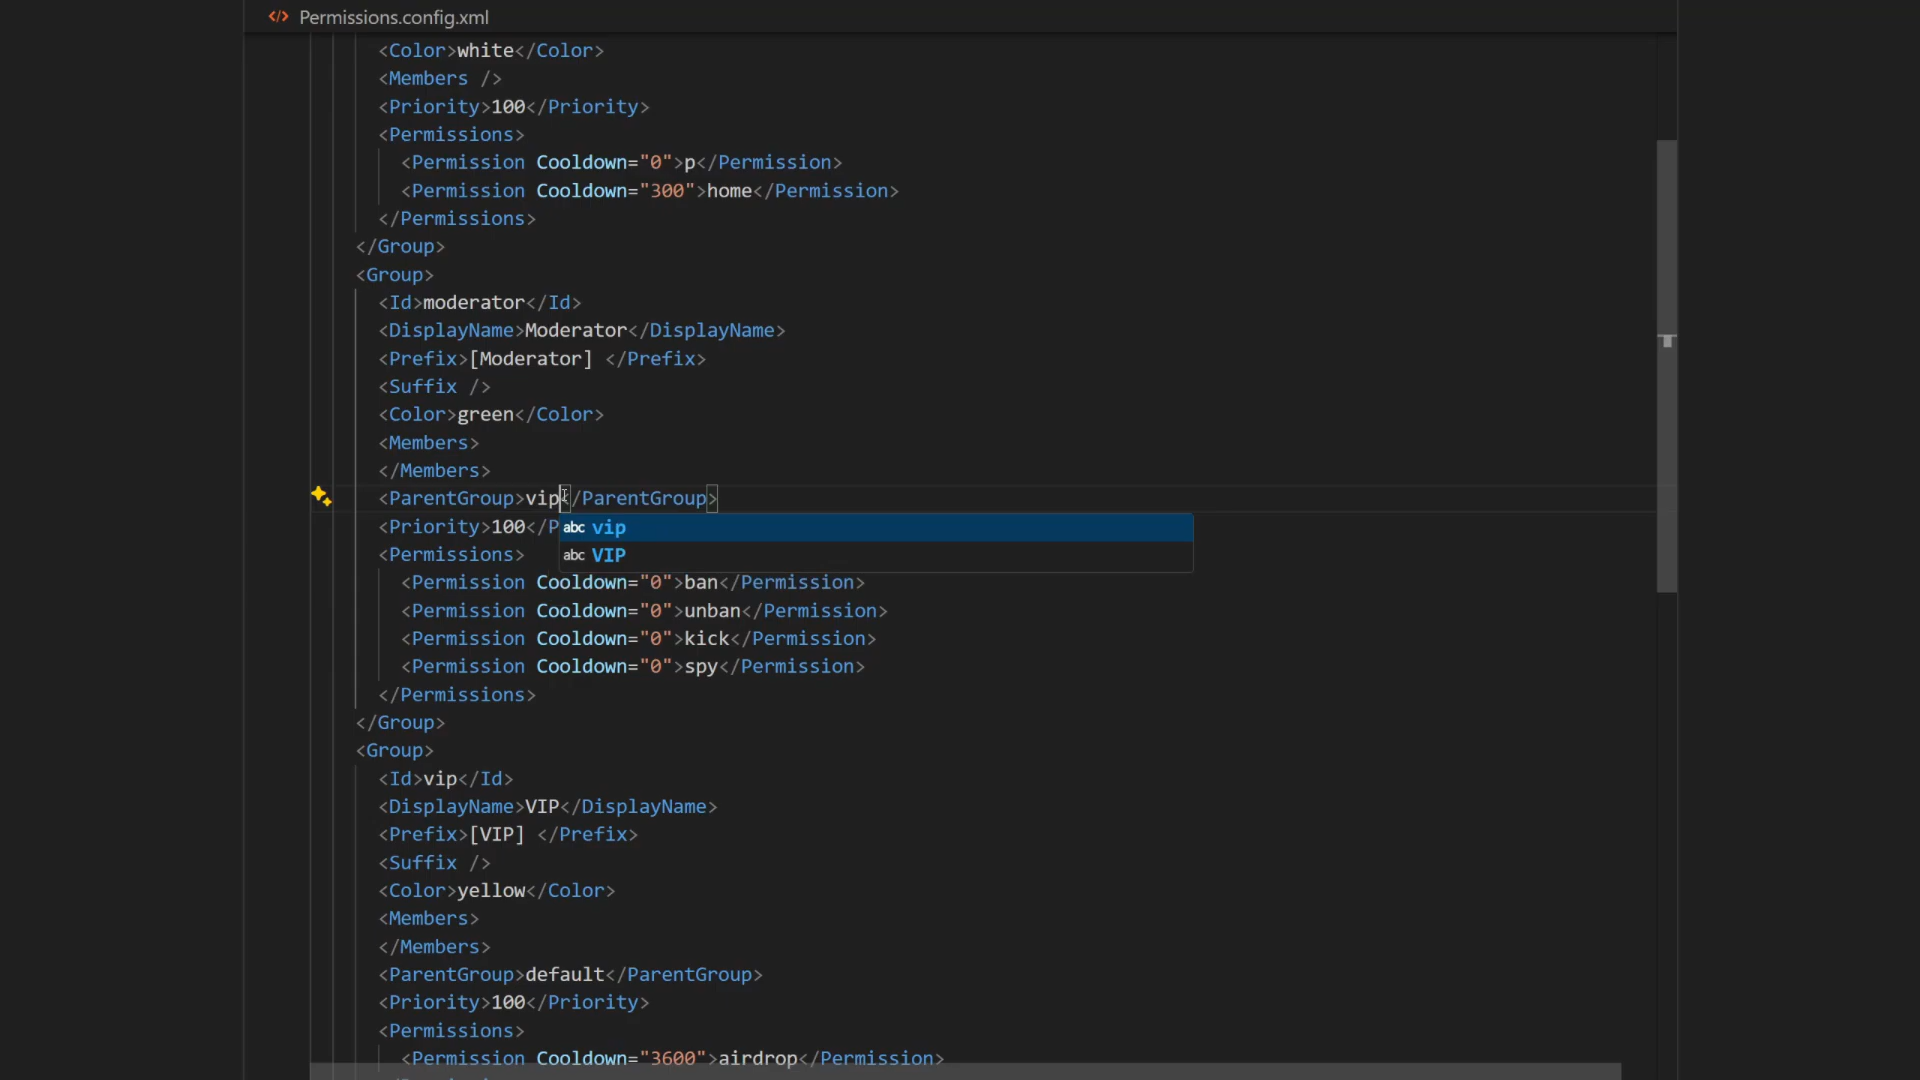 Permissions.config.xml
<Color>white</Color>
<Members />
<Priority>100</Priority>
<Permissions>
<Permission Cooldown="0">p</Permission>
<Permission Cooldown="300">home</Permission>
</Permissions>
</Group>
<Group>
<Id>moderator</Id>
<DisplayName>Moderator</DisplayName>
<Prefix>[Moderator] </Prefix>
<Suffix />
<Color>green</Color>
<Members>
</Members>
<ParentGroup>vip</ParentGroup>
<Priority>100</P
abc vip
abc VIP
<Permissions>
<Permission Cooldown="0">ban</Permission>
<Permission Cooldown="0">unban</Permission>
<Permission Cooldown="0">kick</Permission>
<Permission Cooldown="0">spy</Permission>
</Permissions>
</Group>
<Group>
<Id>vip</Id>
<DisplayName>VIP</DisplayName>
<Prefix>[VIP] </Prefix>
<Suffix />
<Color>yellow</Color>
<Members>
</Members>
<ParentGroup>default</ParentGroup>
<Priority>100</Priority>
<Permissions>
<Permission Cooldown="3600">airdrop</Permission>